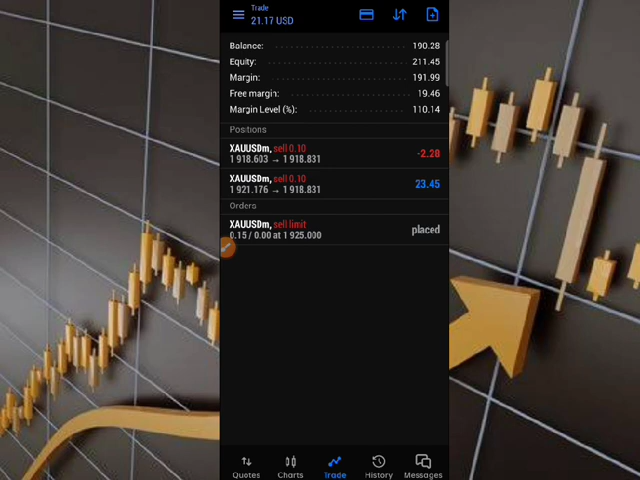 Trade
21.17 USD
Balance: 190.28
Equity: 211.45
Margin: 191.99
Free margin: 19.46
Margin Level (%): 110.14
Positions
XAUUSDm, sell 0.10
1 918.603 → 1 918.831 -2.28
XAUUSDm, sell 0.10
1 921.176 → 1 918.831 23.45
Orders
XAUUSDm, sell limit
0.15 / 0.00 at 1 925.000 placed
Quotes Charts Trade History Messages